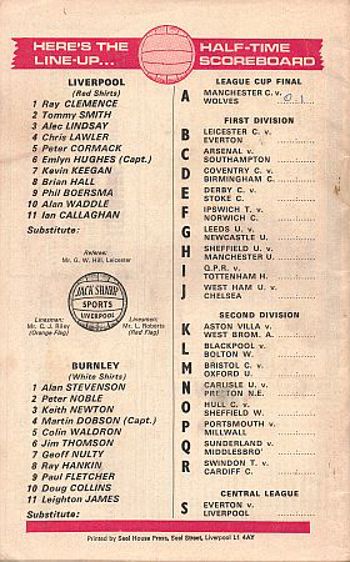 HERE'S THE
LINE-UP...
HALF-TIME
SCOREBOARD
LIVERPOOL
(Red Shirts)
1 Ray CLEMENCE
2 Tommy SMITH
3 Alec LINDSAY
4 Chris LAWLER
5 Peter CORMACK
6 Emlyn HUGHES (Capt.)
7 Kevin KEEGAN
8 Brian HALL
9 Phil BOERSMA
10 Alan WADDLE
11 Ian CALLAGHAN
Substitute:
Referee:
Mr. G. W. Hill, Leicester
JACK SHARP
SPORTS
LIVERPOOL
Linesmen:
Mr. C. J. Riley
(Orange Flag)
Linesmen:
Mr. L. Roberts
(Red Flag)
BURNLEY
(White Shirts)
1 Alan STEVENSON
2 Peter NOBLE
3 Keith NEWTON
4 Martin DOBSON (Capt.)
5 Colin WALDRON
6 Jim THOMSON
7 Geoff NULTY
8 Ray HANKIN
9 Paul FLETCHER
10 Doug COLLINS
11 Leighton JAMES
Substitute:
LEAGUE CUP FINAL
A MANCHESTER C. v.
WOLVES 0 1
FIRST DIVISION
B LEICESTER C. v.
EVERTON
C ARSENAL v.
SOUTHAMPTON
D COVENTRY C. v.
BIRMINGHAM C.
E DERBY C. v.
STOKE C.
F IPSWICH T. v.
NORWICH C.
G LEEDS U. v.
NEWCASTLE U.
H SHEFFIELD U. v.
MANCHESTER U.
I Q.P.R. v.
TOTTENHAM H.
J WEST HAM U. v.
CHELSEA
SECOND DIVISION
K ASTON VILLA v.
WEST BROM. A.
L BLACKPOOL v.
BOLTON W.
M BRISTOL C. v.
OXFORD U.
N CARLISLE U. v.
PRESTON N.E.
O HULL C. v.
SHEFFIELD W.
P PORTSMOUTH v.
MILLWALL
Q SUNDERLAND v.
MIDDLESBRO'
R SWINDON T. v.
CARDIFF C.
CENTRAL LEAGUE
S EVERTON v.
LIVERPOOL
Printed by Seel House Press, Seel Street, Liverpool L1 4AY